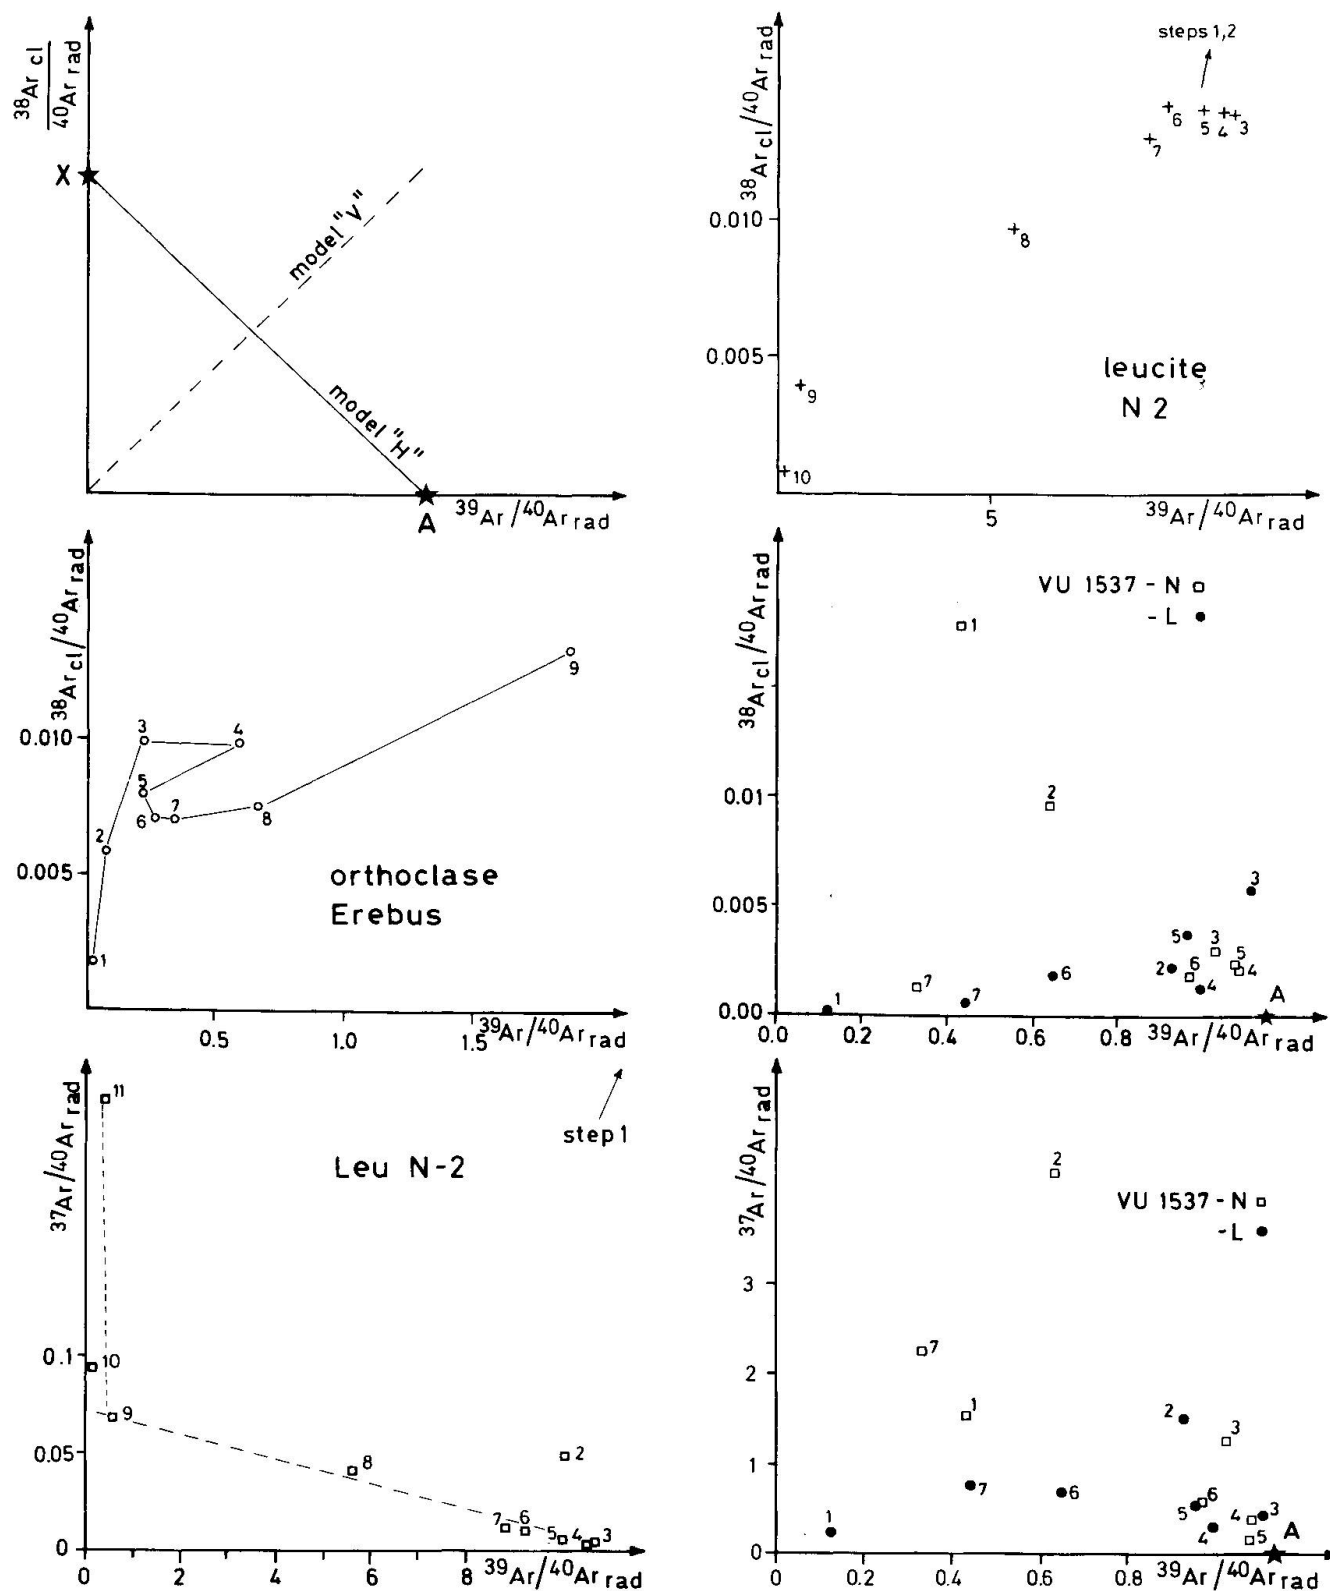 38Ar cl
40Ar rad
X
model "V"
model "H"
A
39Ar/40Ar rad
38Ar cl/40Ar rad
steps 1,2
6
5
4
3
7
0.010
8
0.005
leucite
N 2
9
10
5
39Ar/40Ar rad
38Ar cl/40Ar rad
0.010
3
4
9
5
6
7
8
2
0.005
orthoclase
Erebus
1
0.5
1.0
1.5
39Ar/40Ar rad
38Ar cl/40Ar rad
VU 1537 - N
- L
1
2
0.01
0.005
3
5
3
2
6
5
4
4
6
7
7
1
A
0.00
0.0
0.2
0.4
0.6
0.8
39Ar/40Ar rad
37Ar/40Ar rad
11
step 1
Leu N-2
0.1
10
9
0.05
8
2
7
6
5
4
3
0
0
2
4
6
8
39Ar/40Ar rad
37Ar/40Ar rad
2
VU 1537 - N
- L
3
7
2
1
2
3
1
7
6
5
6
4
3
1
4
5
A
0
0
0.2
0.4
0.6
0.8
39Ar/40Ar rad